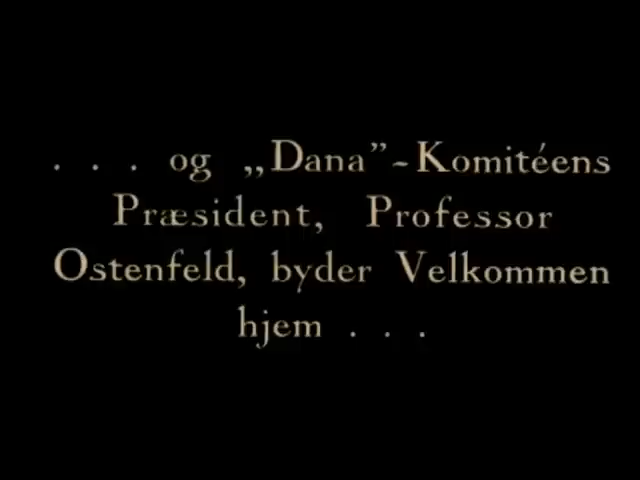 . . . og „Dana”-Komitéens
Præsident, Professor
Ostenfeld, byder Velkommen
hjem . . .